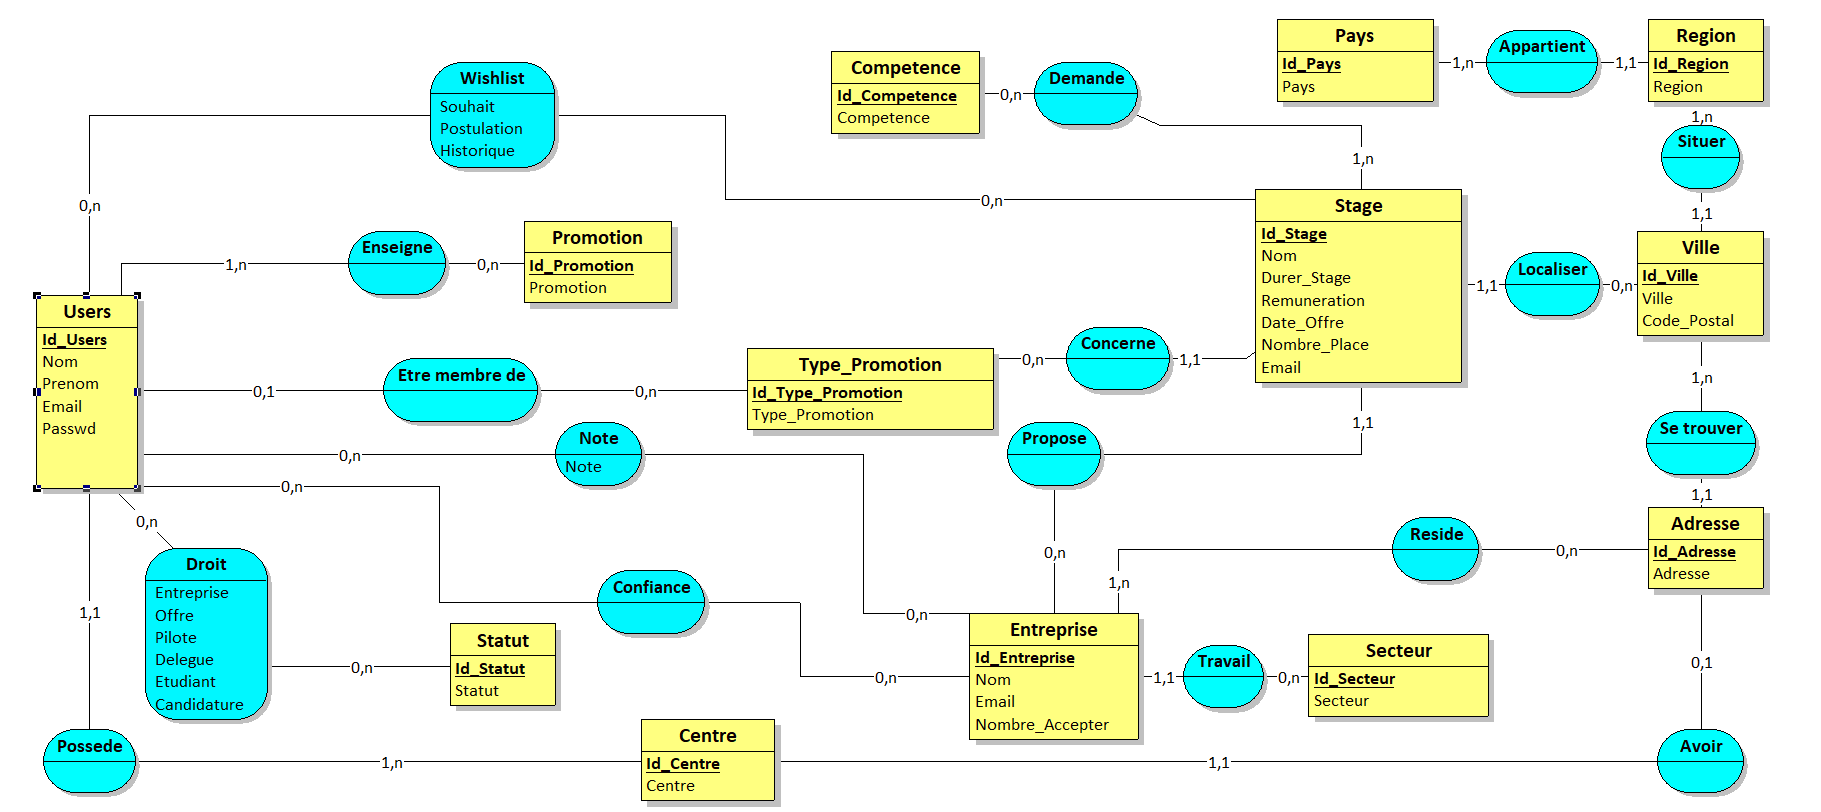 Wishlist
Souhait
Postulation
Historique
0,n
0,n
Competence
Id_Competence
Competence
0,n
Demande
1,n
Pays
Id_Pays
Pays
1,n
Appartient
1,1
Region
Id_Region
Region
1,n
Situer
1,1
Enseigne
1,n
0,n
Promotion
Id_Promotion
Promotion
Stage
Id_Stage
Nom
Durer_Stage
Remuneration
Date_Offre
Nombre_Place
Email
1,1
Localiser
0,n
Ville
Id_Ville
Ville
Code_Postal
Users
Id_Users
Nom
Prenom
Email
Passwd
0,1
Etre membre de
0,n
Type_Promotion
Id_Type_Promotion
Type_Promotion
0,n
Concerne
1,1
0,n
Note
Note
0,n
Propose
1,1
0,n
1,n
Se trouver
1,1
0,n
Confiance
0,n
0,n
Droit
Entreprise
Offre
Pilote
Delegue
Etudiant
Candidature
0,n
Statut
Id_Statut
Statut
1,n
Reside
0,n
Adresse
Id_Adresse
Adresse
Entreprise
Id_Entreprise
Nom
Email
Nombre_Accepter
1,1
Travail
0,n
Secteur
Id_Secteur
Secteur
0,1
1,1
Possede
1,n
Centre
Id_Centre
Centre
1,1
Avoir